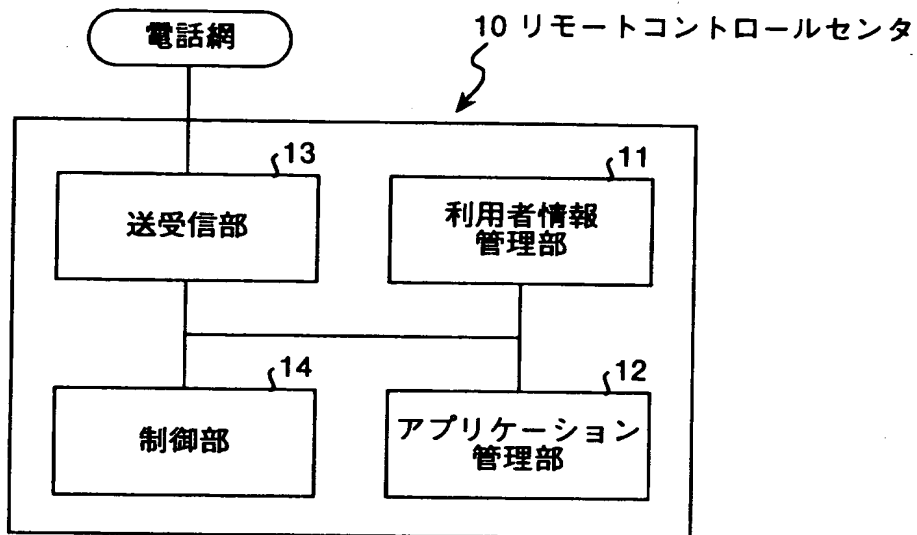 電話網
10 リモートコントロールセンタ
13
送受信部
11
利用者情報
管理部
14
制御部
12
アプリケーション
管理部